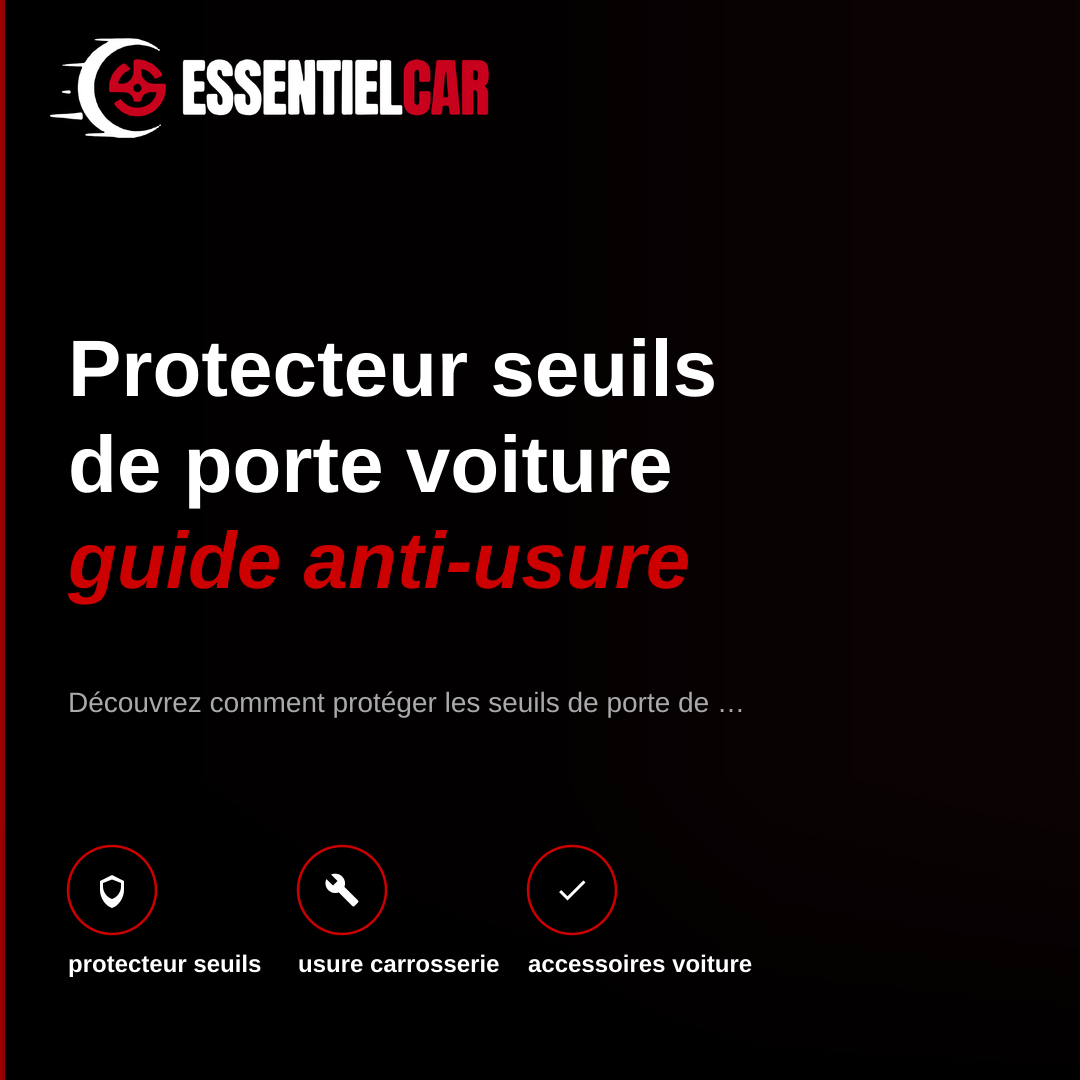 ESSENTIELCAR
Protecteur seuils
de porte voiture
guide anti-usure
Découvrez comment protéger les seuils de porte de …
protecteur seuils
usure carrosserie
accessoires voiture